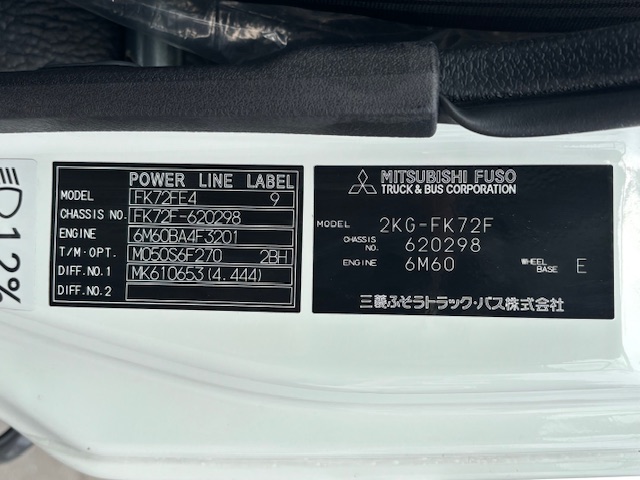 POWER LINE LABEL
MODEL FK72FE4 9
CHASSIS NO. FK72F-620298
ENGINE 6M60BA4F3201
T/M·OPT. M050S6F270 2BH
DIFF.NO.1 MK610653(4.444)
DIFF.NO.2
MITSUBISHI FUSO
TRUCK & BUS CORPORATION
MODEL 2KG-FK72F
CHASSIS NO. 620298
ENGINE 6M60 WHEEL BASE E
三菱ふそうトラック・バス株式会社
1.2%